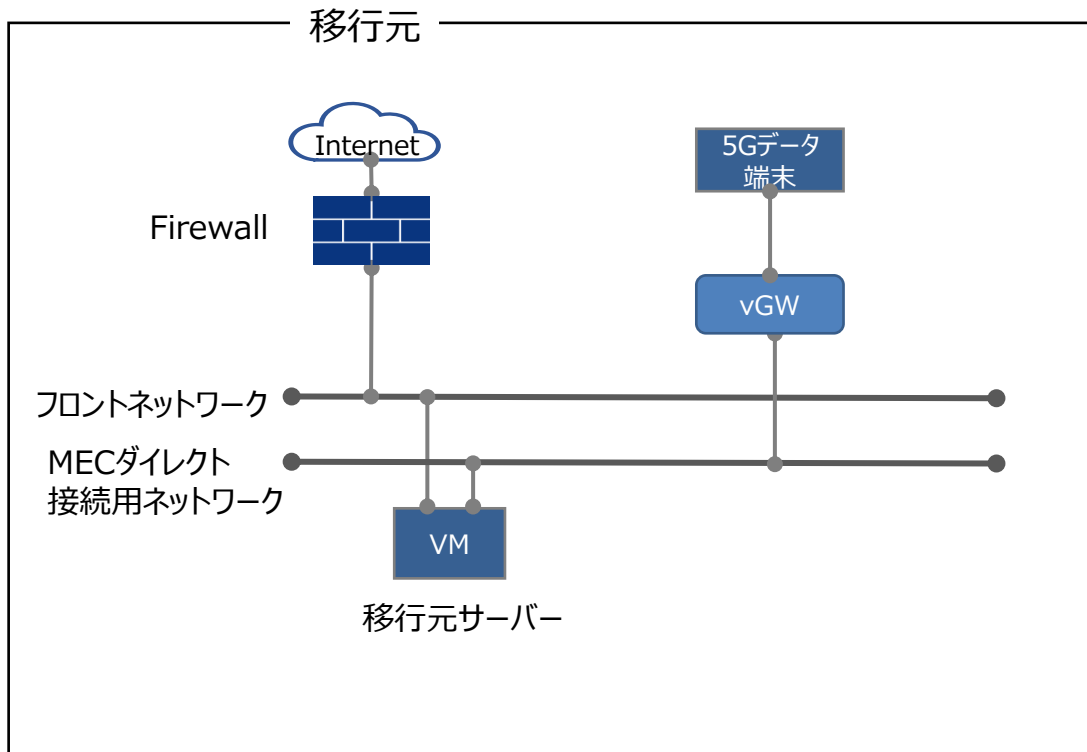 移行元
Internet
5Gデータ
端末
Firewall
vGW
フロントネットワーク
MECダイレクト
接続用ネットワーク
VM
移行元サーバー